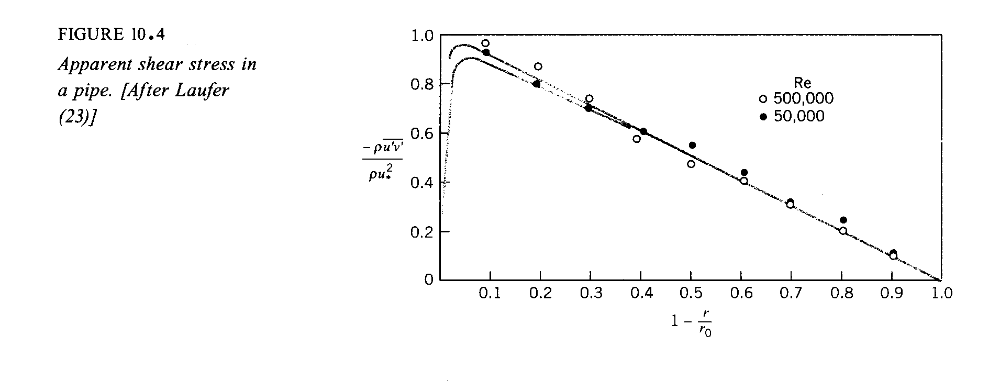 FIGURE 10.4
Apparent shear stress in
a pipe. [After Laufer
(23)]
1.0
0.8
0.6
0.4
0.2
0
−ρu'v'
ρu*²
Re
○ 500,000
● 50,000
0.1 0.2 0.3 0.4 0.5 0.6 0.7 0.8 0.9 1.0
1 − r/r₀